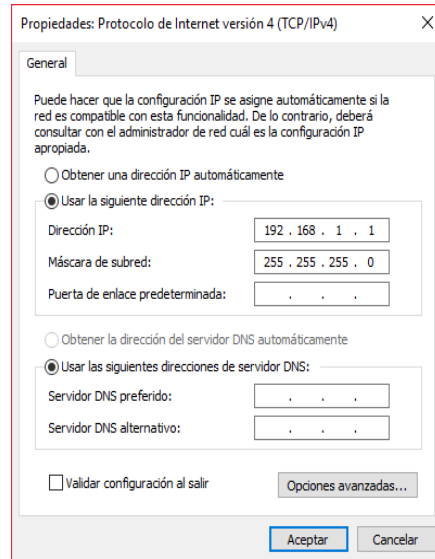 Propiedades: Protocolo de Internet versión 4 (TCP/IPv4)
General
Puede hacer que la configuración IP se asigne automáticamente si la
red es compatible con esta funcionalidad. De lo contrario, deberá
consultar con el administrador de red cuál es la configuración IP
apropiada.
Obtener una dirección IP automáticamente
Usar la siguiente dirección IP:
Dirección IP: 192 . 168 . 1 . 1
Máscara de subred: 255 . 255 . 255 . 0
Puerta de enlace predeterminada: . . .
Obtener la dirección del servidor DNS automáticamente
Usar las siguientes direcciones de servidor DNS:
Servidor DNS preferido: . . .
Servidor DNS alternativo: . . .
Validar configuración al salir Opciones avanzadas...
Aceptar Cancelar